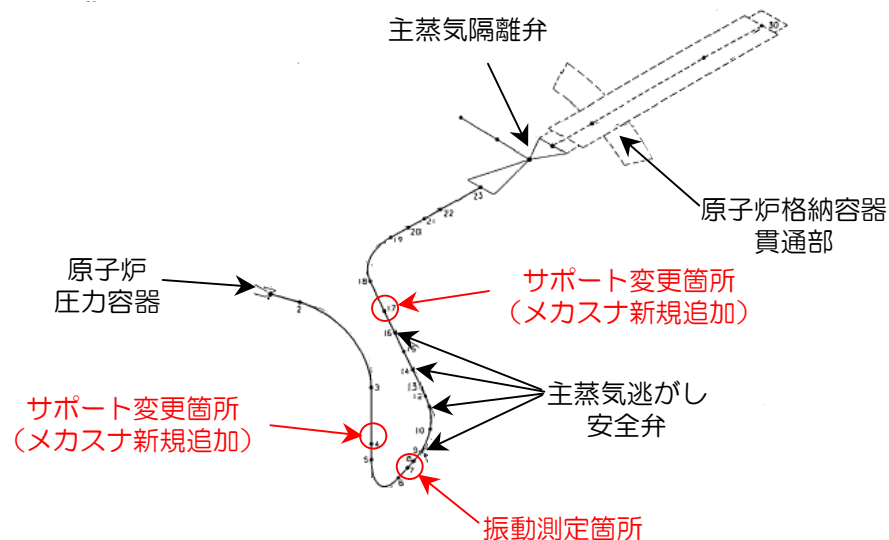 主蒸気隔離弁
30
23
22
21
20
19
原子炉格納容器
貫通部
原子炉
圧力容器
2
18
サポート変更箇所
（メカスナ新規追加）
17
16
15
14
13
12
3
主蒸気逃がし
安全弁
サポート変更箇所
（メカスナ新規追加）
10
4
9
5
8
7
6
振動測定箇所